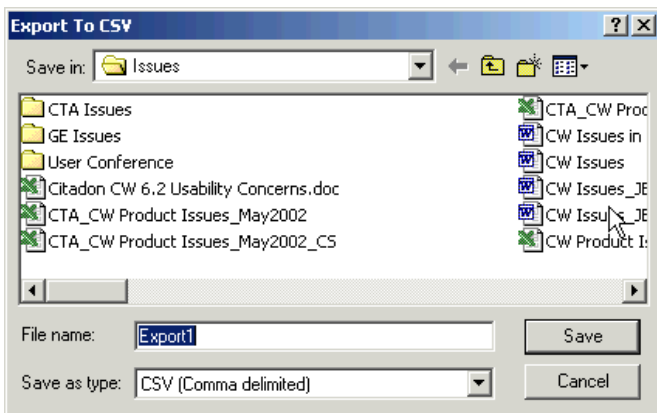 Export To CSV
Save in: Issues
CTA Issues
GE Issues
User Conference
Citadon CW 6.2 Usability Concerns.doc
CTA_CW Product Issues_May2002
CTA_CW Product Issues_May2002_CS
CTA_CW Proc
CW Issues in
CW Issues
CW Issues_JE
CW Issues_JE
CW Product I
File name: Export1
Save
Save as type: CSV (Comma delimited)
Cancel